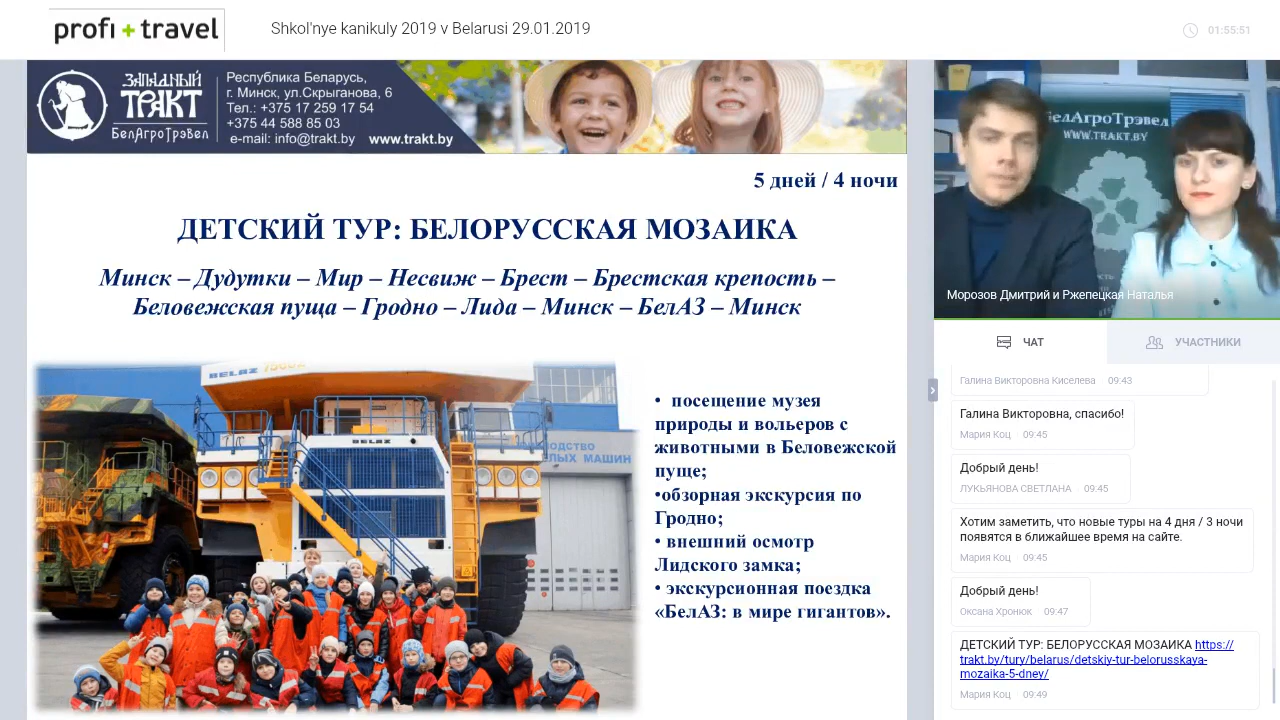 profi + travel
Shkol'nye kanikuly 2019 v Belarusi 29.01.2019
01:55:51
ЗАПАДНЫЙ
ТРАКТ
БелАгроТрэвел
Республика Беларусь,
г. Минск, ул.Скрыганова, 6
Тел.: +375 17 259 17 54
+375 44 588 85 03
e-mail: info@trakt.by www.trakt.by
5 дней / 4 ночи
ДЕТСКИЙ ТУР: БЕЛОРУССКАЯ МОЗАИКА
Минск – Дудутки – Мир – Несвиж – Брест – Брестская крепость –
Беловежская пуща – Гродно – Лида – Минск – БелАЗ – Минск
BELAZ 75602
BELAZ
• посещение музея
природы и вольеров с
животными в Беловежской
пуще;
•обзорная экскурсия по
Гродно;
• внешний осмотр
Лидского замка;
• экскурсионная поездка
«БелАЗ: в мире гигантов».
БелАгроТрэвел
WWW.TRAKT.BY
Морозов Дмитрий и Ржепецкая Наталья
ЧАТ
УЧАСТНИКИ
Галина Викторовна Киселева 09:43
Галина Викторовна, спасибо!
Мария Коц · 09:45
Добрый день!
ЛУКЬЯНОВА СВЕТЛАНА · 09:45
Хотим заметить, что новые туры на 4 дня / 3 ночи
появятся в ближайшее время на сайте.
Мария Коц · 09:45
Добрый день!
Оксана Хронюк · 09:47
ДЕТСКИЙ ТУР: БЕЛОРУССКАЯ МОЗАИКА https://
trakt.by/tury/belarus/detskiy-tur-belorusskaya-
mozaika-5-dney/
Мария Коц · 09:49